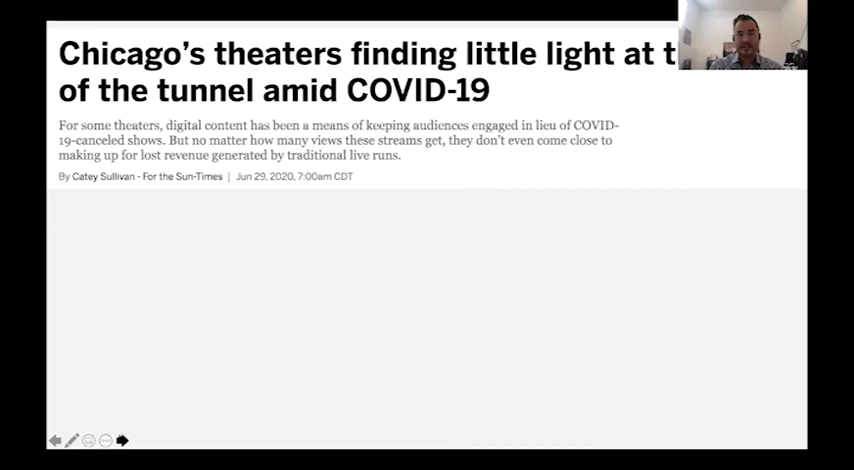 Chicago's theaters finding little light at t
of the tunnel amid COVID-19
For some theaters, digital content has been a means of keeping audiences engaged in lieu of COVID-
19-canceled shows. But no matter how many views these streams get, they don't even come close to
making up for lost revenue generated by traditional live runs.
By Catey Sullivan - For the Sun-Times | Jun 29, 2020, 7:00am CDT